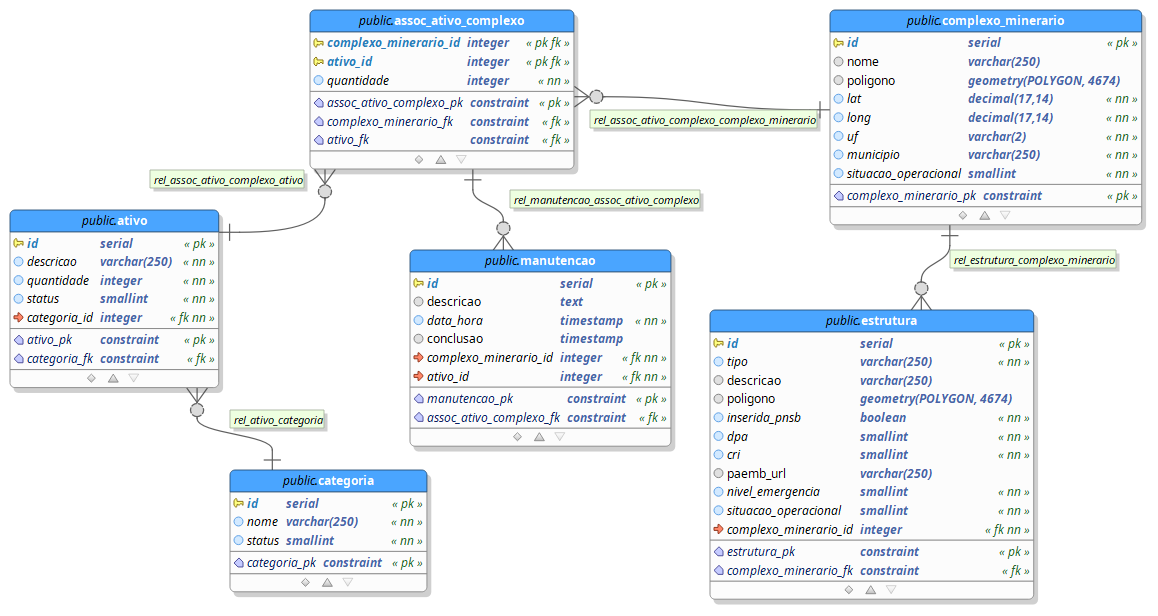 public.assoc_ativo_complexo
complexo_minerario_id integer « pk fk »
ativo_id integer « pk fk »
quantidade integer « nn »
assoc_ativo_complexo_pk constraint « pk »
complexo_minerario_fk constraint « fk »
ativo_fk constraint « fk »
public.complexo_minerario
id serial « pk »
nome varchar(250)
poligono geometry(POLYGON, 4674)
lat decimal(17,14) « nn »
long decimal(17,14) « nn »
uf varchar(2) « nn »
municipio varchar(250) « nn »
situacao_operacional smallint « nn »
complexo_minerario_pk constraint « pk »
rel_assoc_ativo_complexo_complexo_minerario
rel_assoc_ativo_complexo_ativo
rel_manutencao_assoc_ativo_complexo
public.ativo
id serial « pk »
descricao varchar(250) « nn »
quantidade integer « nn »
status smallint « nn »
categoria_id integer « fk nn »
ativo_pk constraint « pk »
categoria_fk constraint « fk »
public.manutencao
id serial « pk »
descricao text
data_hora timestamp « nn »
conclusao timestamp
complexo_minerario_id integer « fk nn »
ativo_id integer « fk nn »
manutencao_pk constraint « pk »
assoc_ativo_complexo_fk constraint « fk »
rel_estrutura_complexo_minerario
public.estrutura
id serial « pk »
tipo varchar(250) « nn »
descricao varchar(250)
poligono geometry(POLYGON, 4674)
inserida_pnsb boolean « nn »
dpa smallint « nn »
cri smallint « nn »
paemb_url varchar(250)
nivel_emergencia smallint « nn »
situacao_operacional smallint « nn »
complexo_minerario_id integer « fk nn »
estrutura_pk constraint « pk »
complexo_minerario_fk constraint « fk »
rel_ativo_categoria
public.categoria
id serial « pk »
nome varchar(250) « nn »
status smallint « nn »
categoria_pk constraint « pk »